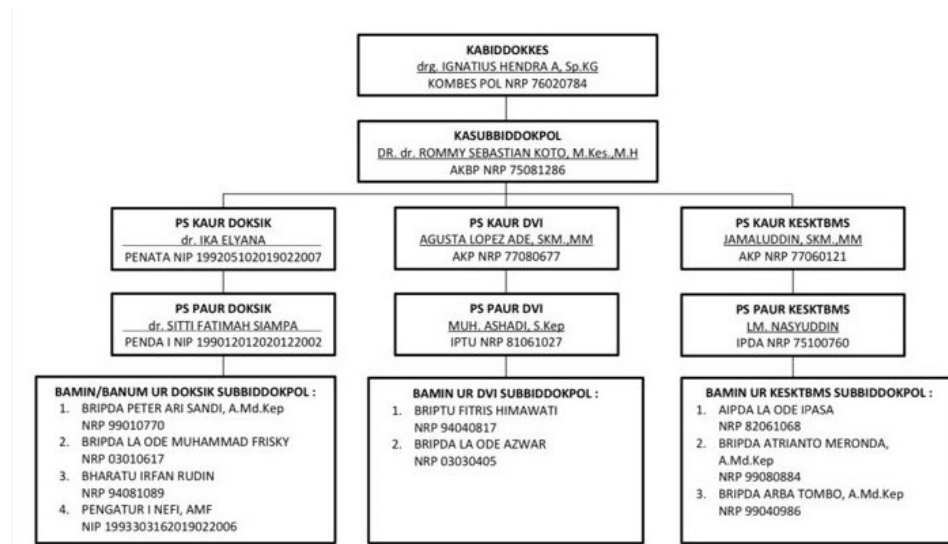 KABIDDOKKES
drg. IGNATIUS HENDRA A, Sp.KG
KOMBES POL NRP 76020784
KASUBBIDDOKPOL
DR. dr. ROMMY SEBASTIAN KOTO, M.Kes.,M.H
AKBP NRP 75081286
PS KAUR DOKSIK
dr. IKA ELYANA
PENATA NIP 199205102019022007
PS KAUR DVI
AGUSTA LOPEZ ADE, SKM.,MM
AKP NRP 77080677
PS KAUR KESKTBMS
JAMALUDDIN, SKM.,MM
AKP NRP 77060121
PS PAUR DOKSIK
dr. SITTI FATIMAH SIAMPA
PENDA I NIP 199012012020122002
PS PAUR DVI
MUH. ASHADI, S.Kep
IPTU NRP 81061027
PS PAUR KESKTBMS
LM. NASYUDDIN
IPDA NRP 75100760
BAMIN/BANUM UR DOKSIK SUBBIDDOKPOL :
1. BRIPDA PETER ARI SANDI, A.Md.Kep
NRP 99010770
2. BRIPDA LA ODE MUHAMMAD FRISKY
NRP 03010617
3. BHARATU IRFAN RUDIN
NRP 94081089
4. PENGATUR I NEFI, AMF
NIP 1993303162019022006
BAMIN UR DVI SUBBIDDOKPOL :
1. BRIPTU FITRIS HIMAWATI
NRP 94040817
2. BRIPDA LA ODE AZWAR
NRP 03030405
BAMIN UR KESKTBMS SUBBIDDOKPOL :
1. AIPDA LA ODE IPASA
NRP 82061068
2. BRIPDA ATRIANTO MERONDA,
A.Md.Kep
NRP 99080884
3. BRIPDA ARBA TOMBO, A.Md.Kep
NRP 99040986